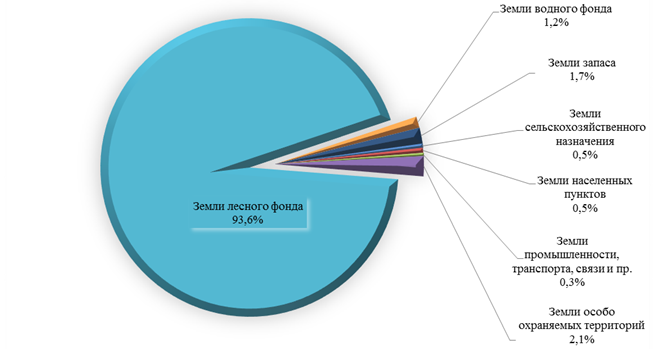 Земли водного фонда
1,2%
Земли запаса
1,7%
Земли
сельскохозяйственного
назначения
0,5%
Земли населенных
пунктов
0,5%
Земли
промышленности,
транспорта, связи и пр.
0,3%
Земли особо
охраняемых территорий
2,1%
Земли лесного фонда
93,6%